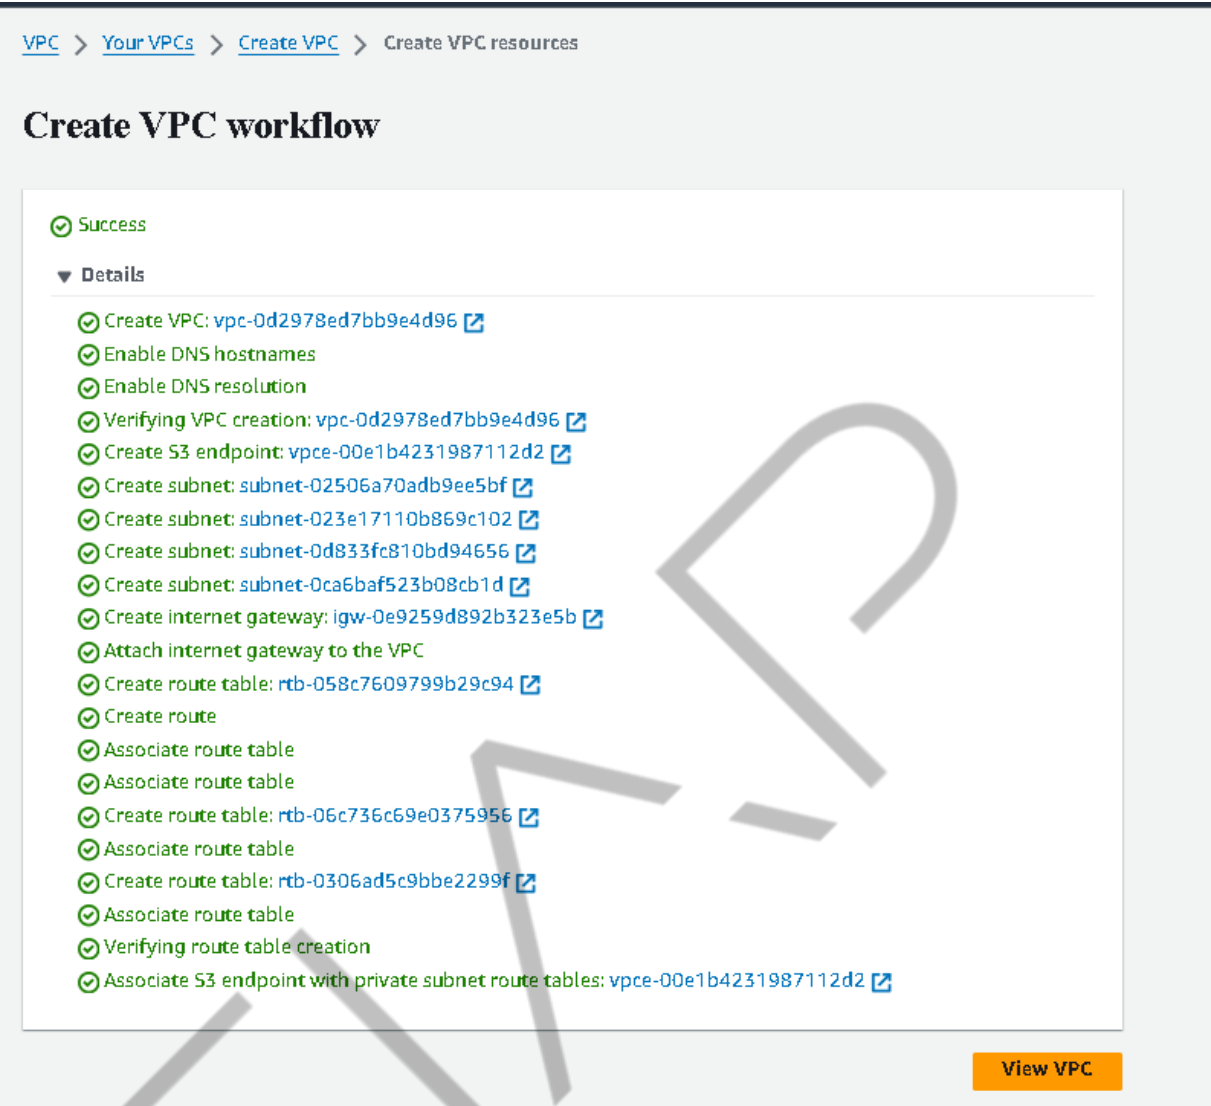 VPC > Your VPCs > Create VPC > Create VPC resources
Create VPC workflow
Success
Details
Create VPC: vpc-0d2978ed7bb9e4d96
Enable DNS hostnames
Enable DNS resolution
Verifying VPC creation: vpc-0d2978ed7bb9e4d96
Create S3 endpoint: vpce-00e1b4231987112d2
Create subnet: subnet-02506a70adb9ee5bf
Create subnet: subnet-023e17110b869c102
Create subnet: subnet-0d833fc810bd94656
Create subnet: subnet-0ca6baf523b08cb1d
Create internet gateway: igw-0e9259d892b323e5b
Attach internet gateway to the VPC
Create route table: rtb-058c7609799b29c94
Create route
Associate route table
Associate route table
Create route table: rtb-06c736c69e0375956
Associate route table
Create route table: rtb-0306ad5c9bbe2299f
Associate route table
Verifying route table creation
Associate S3 endpoint with private subnet route tables: vpce-00e1b4231987112d2
View VPC